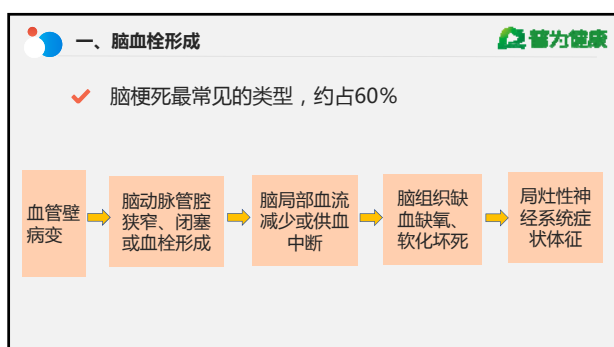 一、脑血栓形成
普为健康
脑梗死最常见的类型，约占60%
血管壁
病变
脑动脉管腔
狭窄、闭塞
或血栓形成
脑局部血流
减少或供血
中断
脑组织缺
血缺氧、
软化坏死
局灶性神
经系统症
状体征